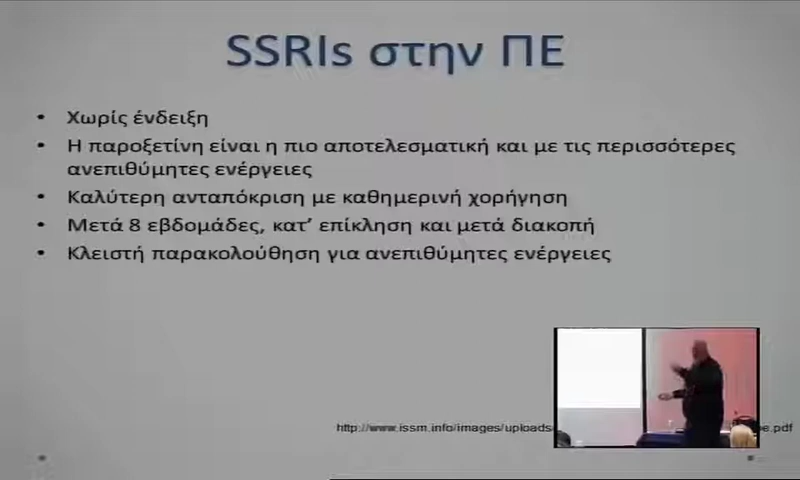 SSRIs στην ΠΕ
• Χωρίς ένδειξη
• Η παροξετίνη είναι η πιο αποτελεσματική και με τις περισσότερες
ανεπιθύμητες ενέργειες
• Καλύτερη ανταπόκριση με καθημερινή χορήγηση
• Μετά 8 εβδομάδες, κατ’ επίκληση και μετά διακοπή
• Κλειστή παρακολούθηση για ανεπιθύμητες ενέργειες
http://www.issm.info/images/uploads